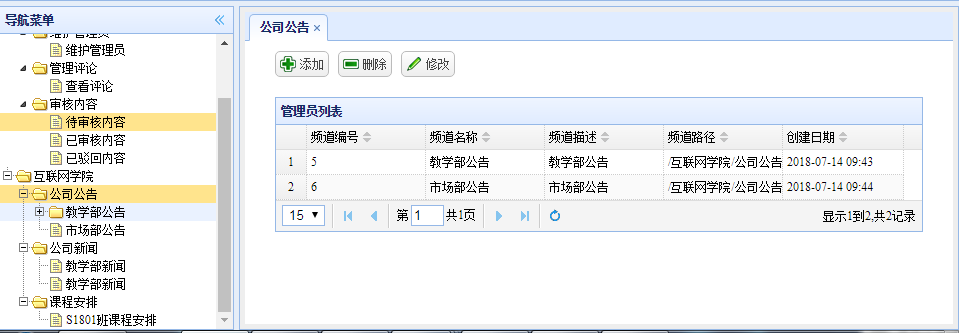 导航菜单
维护管理员
维护管理员
管理评论
查看评论
审核内容
待审核内容
已审核内容
已驳回内容
互联网学院
公司公告
教学部公告
市场部公告
公司新闻
教学部新闻
教学部新闻
课程安排
S1801班课程安排
公司公告 ×
添加 删除 修改
管理员列表
频道编号 频道名称 频道描述 频道路径 创建日期
1 5 教学部公告 教学部公告 /互联网学院/公司公告 2018-07-14 09:43
2 6 市场部公告 市场部公告 /互联网学院/公司公告 2018-07-14 09:44
15 第 1 共1页 显示1到2,共2记录